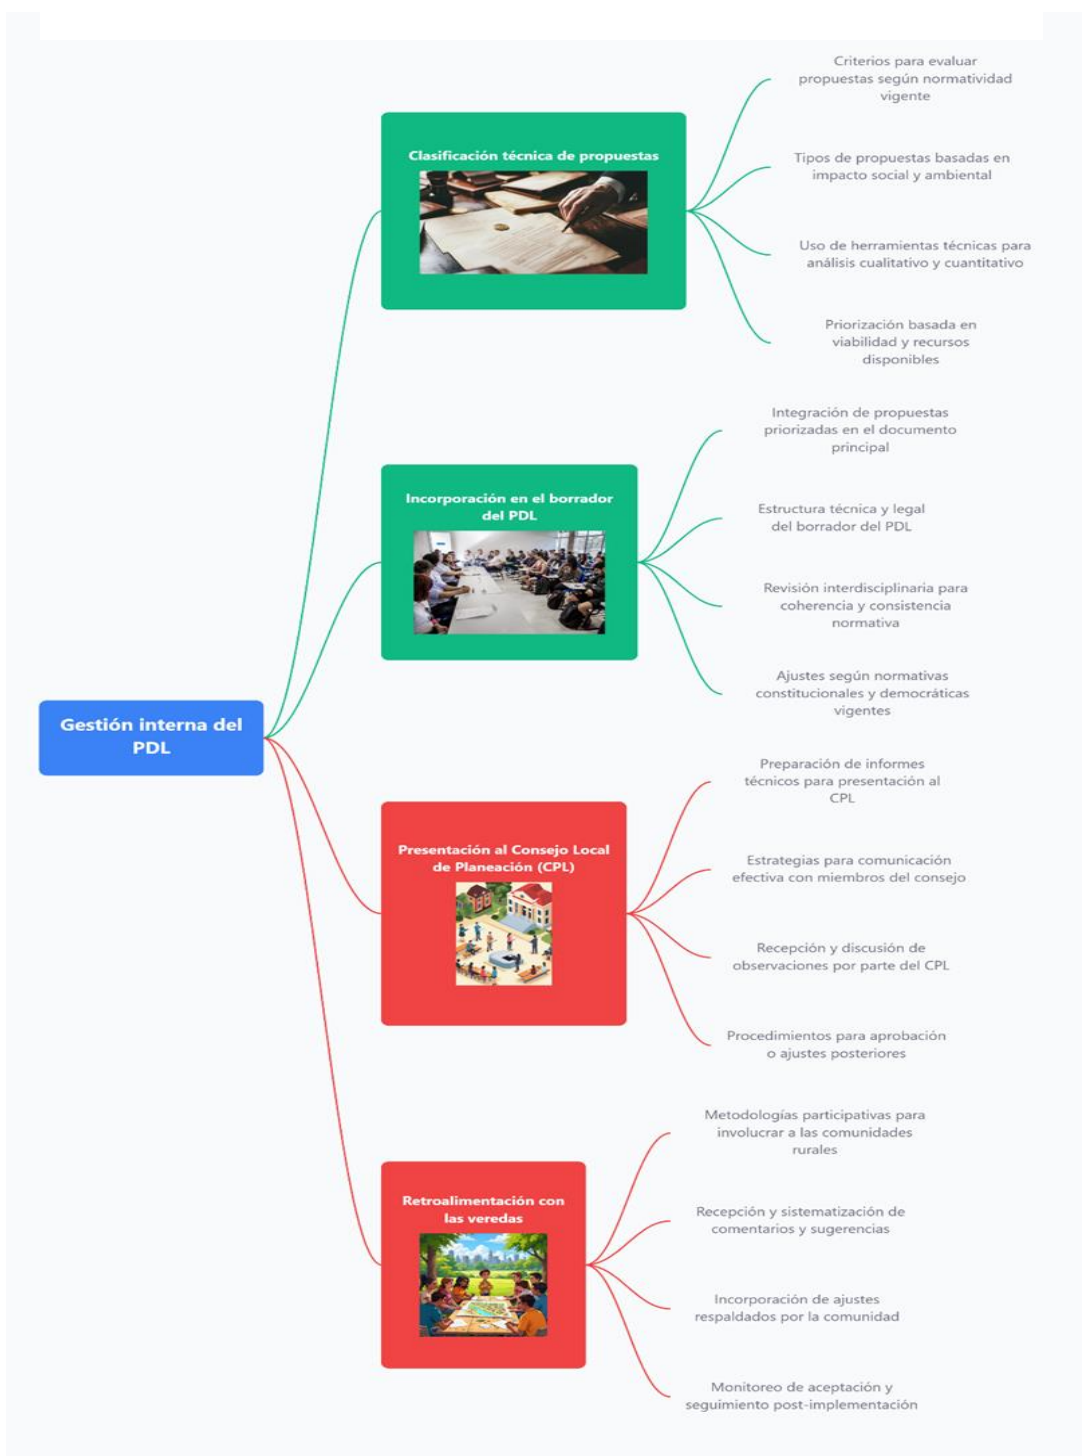 Gestión interna del
PDL
Clasificación técnica de propuestas
Criterios para evaluar
propuestas según normatividad
vigente
Tipos de propuestas basadas en
impacto social y ambiental
Uso de herramientas técnicas para
análisis cualitativo y cuantitativo
Priorización basada en
viabilidad y recursos
disponibles
Incorporación en el borrador
del PDL
Integración de propuestas
priorizadas en el documento
principal
Estructura técnica y legal
del borrador del PDL
Revisión interdisciplinaria para
coherencia y consistencia
normativa
Ajustes según normativas
constitucionales y democráticas
vigentes
Presentación al Consejo Local
de Planeación (CPL)
Preparación de informes
técnicos para presentación al
CPL
Estrategias para comunicación
efectiva con miembros del consejo
Recepción y discusión de
observaciones por parte del CPL
Procedimientos para aprobación
o ajustes posteriores
Retroalimentación con
las veredas
Metodologías participativas para
involucrar a las comunidades
rurales
Recepción y sistematización de
comentarios y sugerencias
Incorporación de ajustes
respaldados por la comunidad
Monitoreo de aceptación y
seguimiento post-implementación